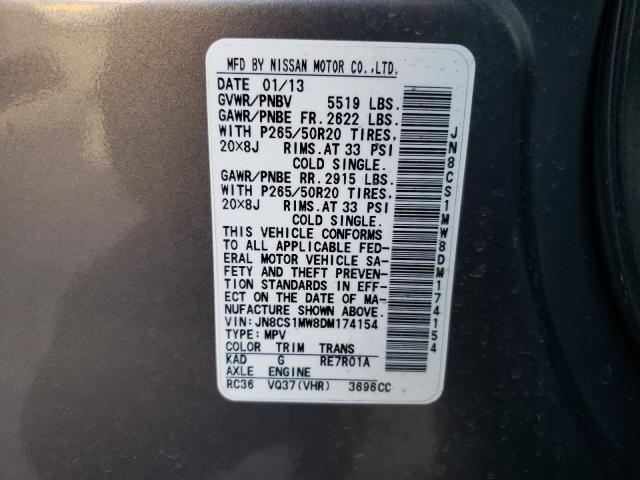 MFD BY NISSAN MOTOR CO.,LTD.
DATE 01/13
GVWR/PNBV 5519 LBS.
GAWR/PNBE FR. 2622 LBS.
WITH P265/50R20 TIRES,
20X8J RIMS.AT 33 PSI
COLD SINGLE.
GAWR/PNBE RR. 2915 LBS.
WITH P265/50R20 TIRES,
20X8J RIMS.AT 33 PSI
COLD SINGLE.
THIS VEHICLE CONFORMS
TO ALL APPLICABLE FED-
ERAL MOTOR VEHICLE SA-
FETY AND THEFT PREVEN-
TION STANDARDS IN EFF-
ECT ON THE DATE OF MA-
NUFACTURE SHOWN ABOVE.
VIN: JN8CS1MW8DM174154
TYPE: MPV
COLOR TRIM TRANS
KAD G RE7R01A
AXLE ENGINE
RC36 VQ37(VHR) 3696CC
JN8CS1MW8DM174154